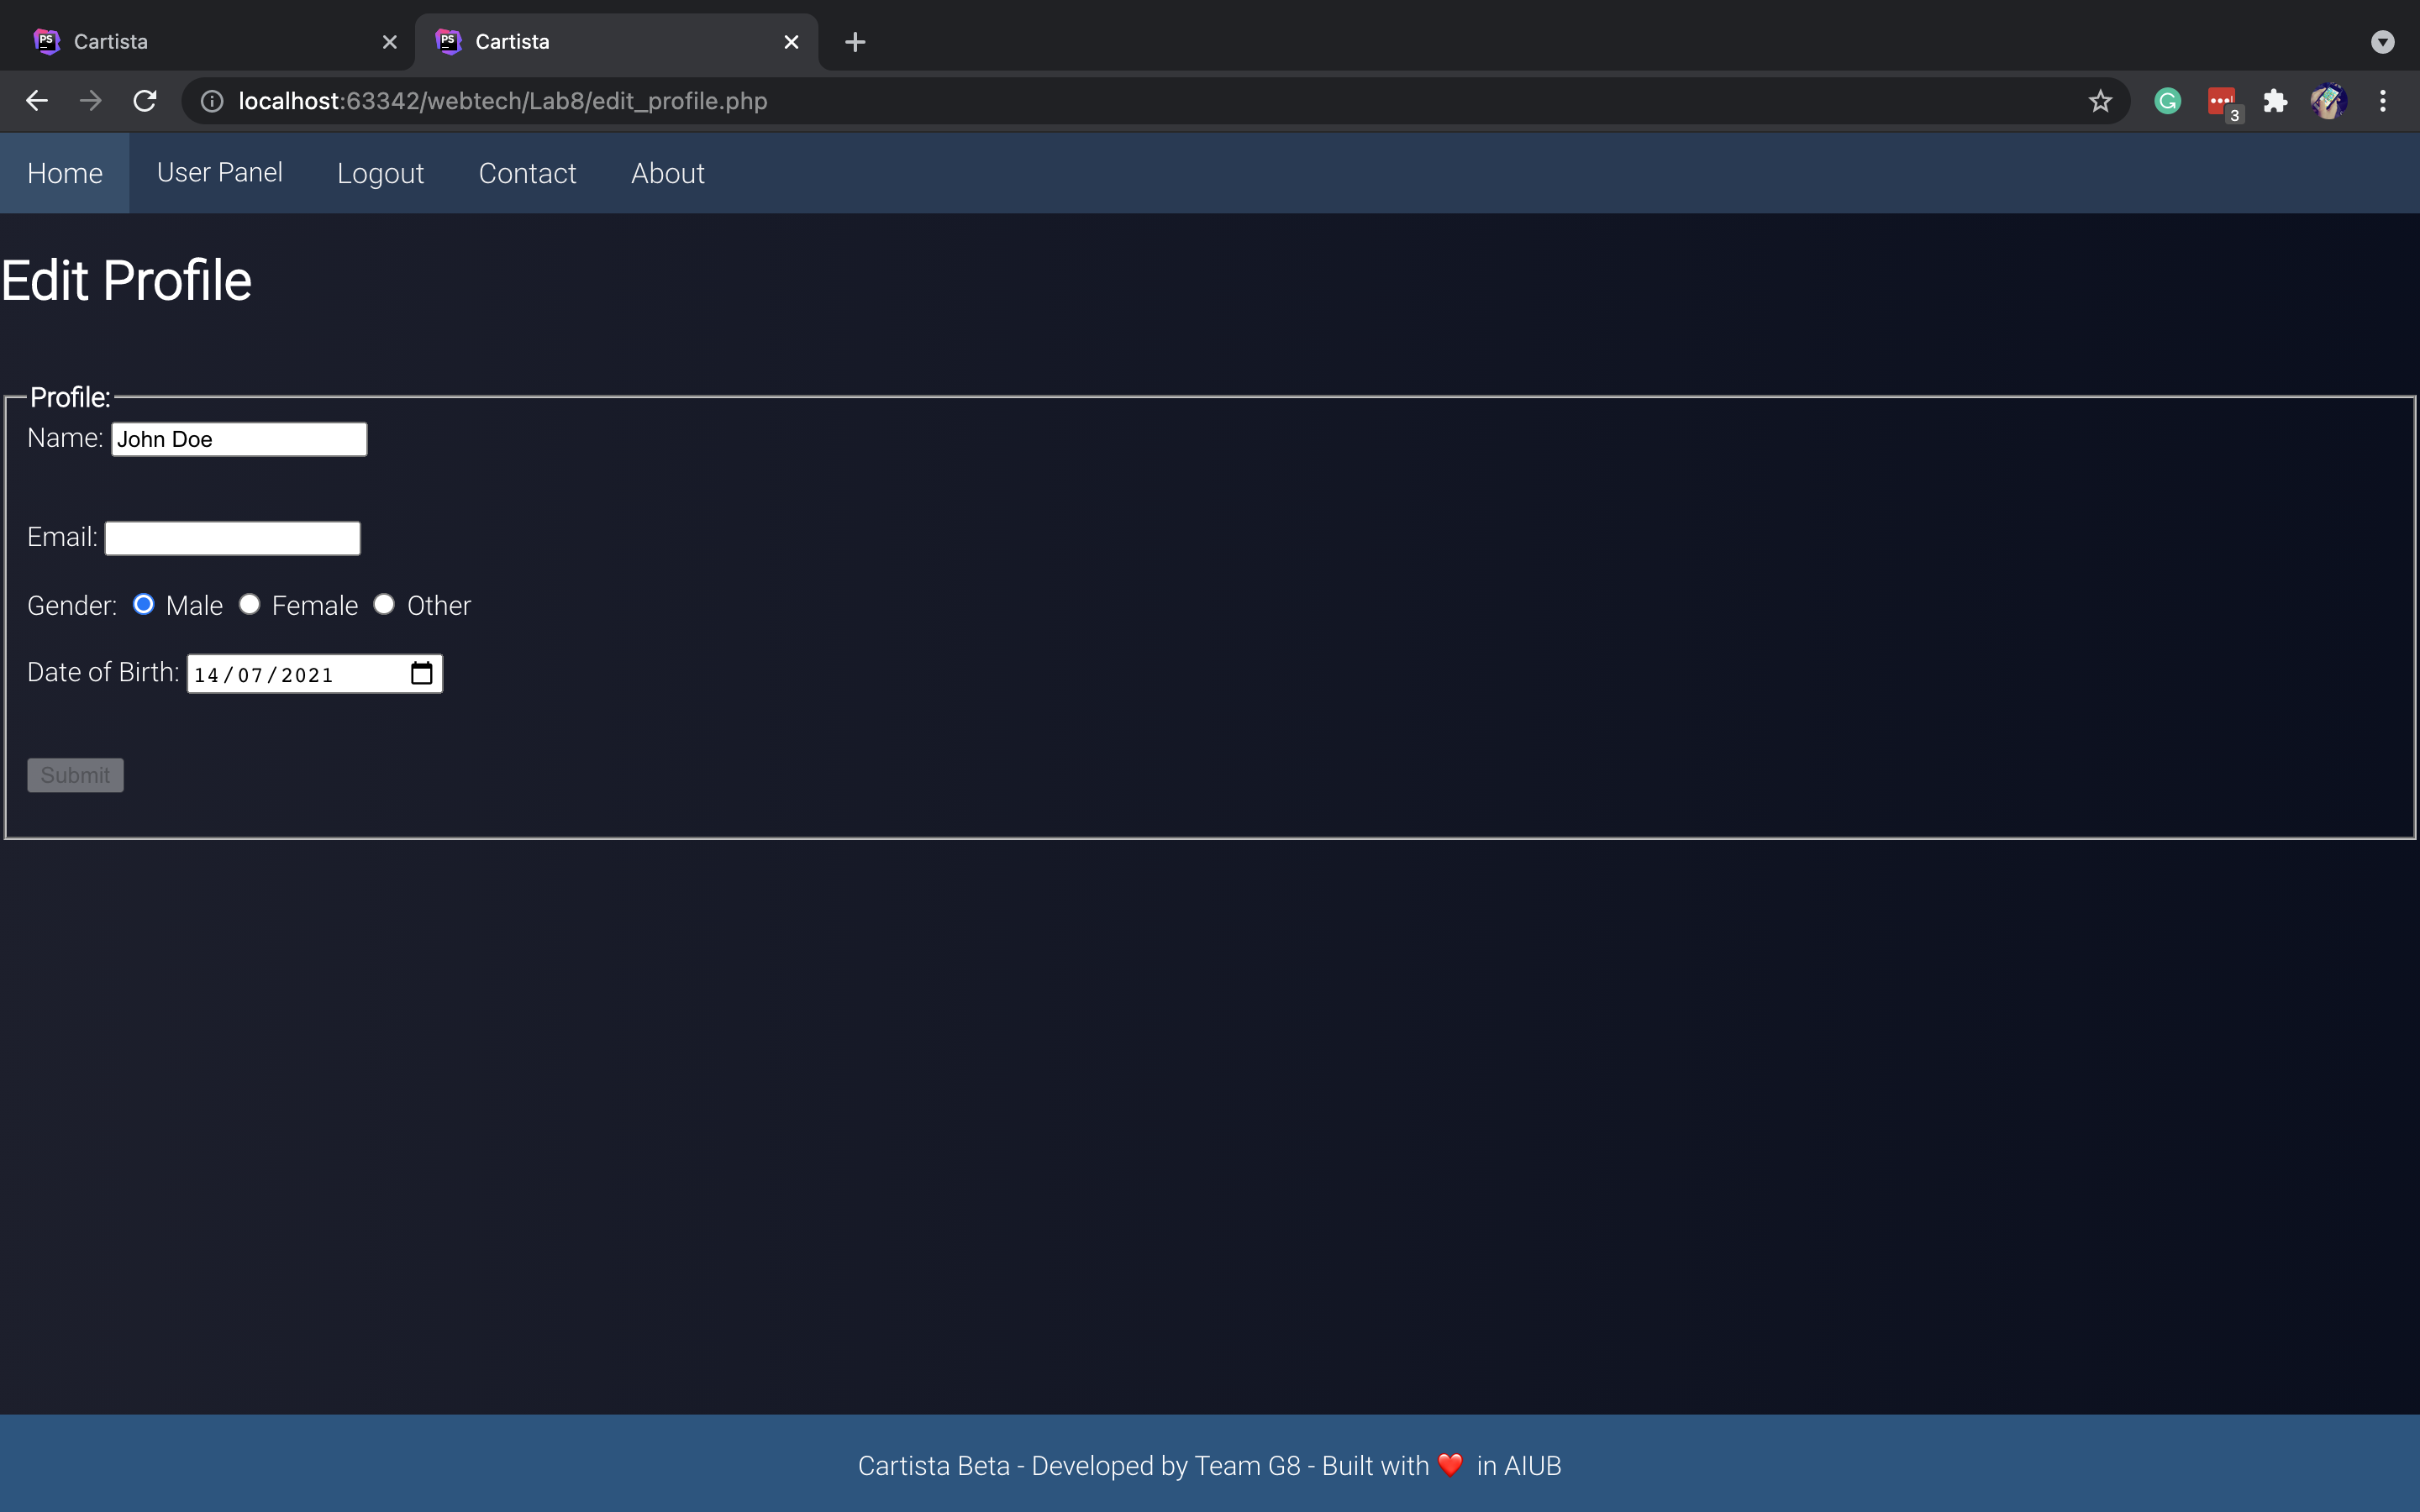 Cartista
Cartista
localhost:63342/webtech/Lab8/edit_profile.php
3
Home User Panel Logout Contact About
Edit Profile
Profile:
Name: John Doe
Email:
Gender: Male Female Other
Date of Birth: 14/07/2021
Submit
Cartista Beta - Developed by Team G8 - Built with ❤️ in AIUB